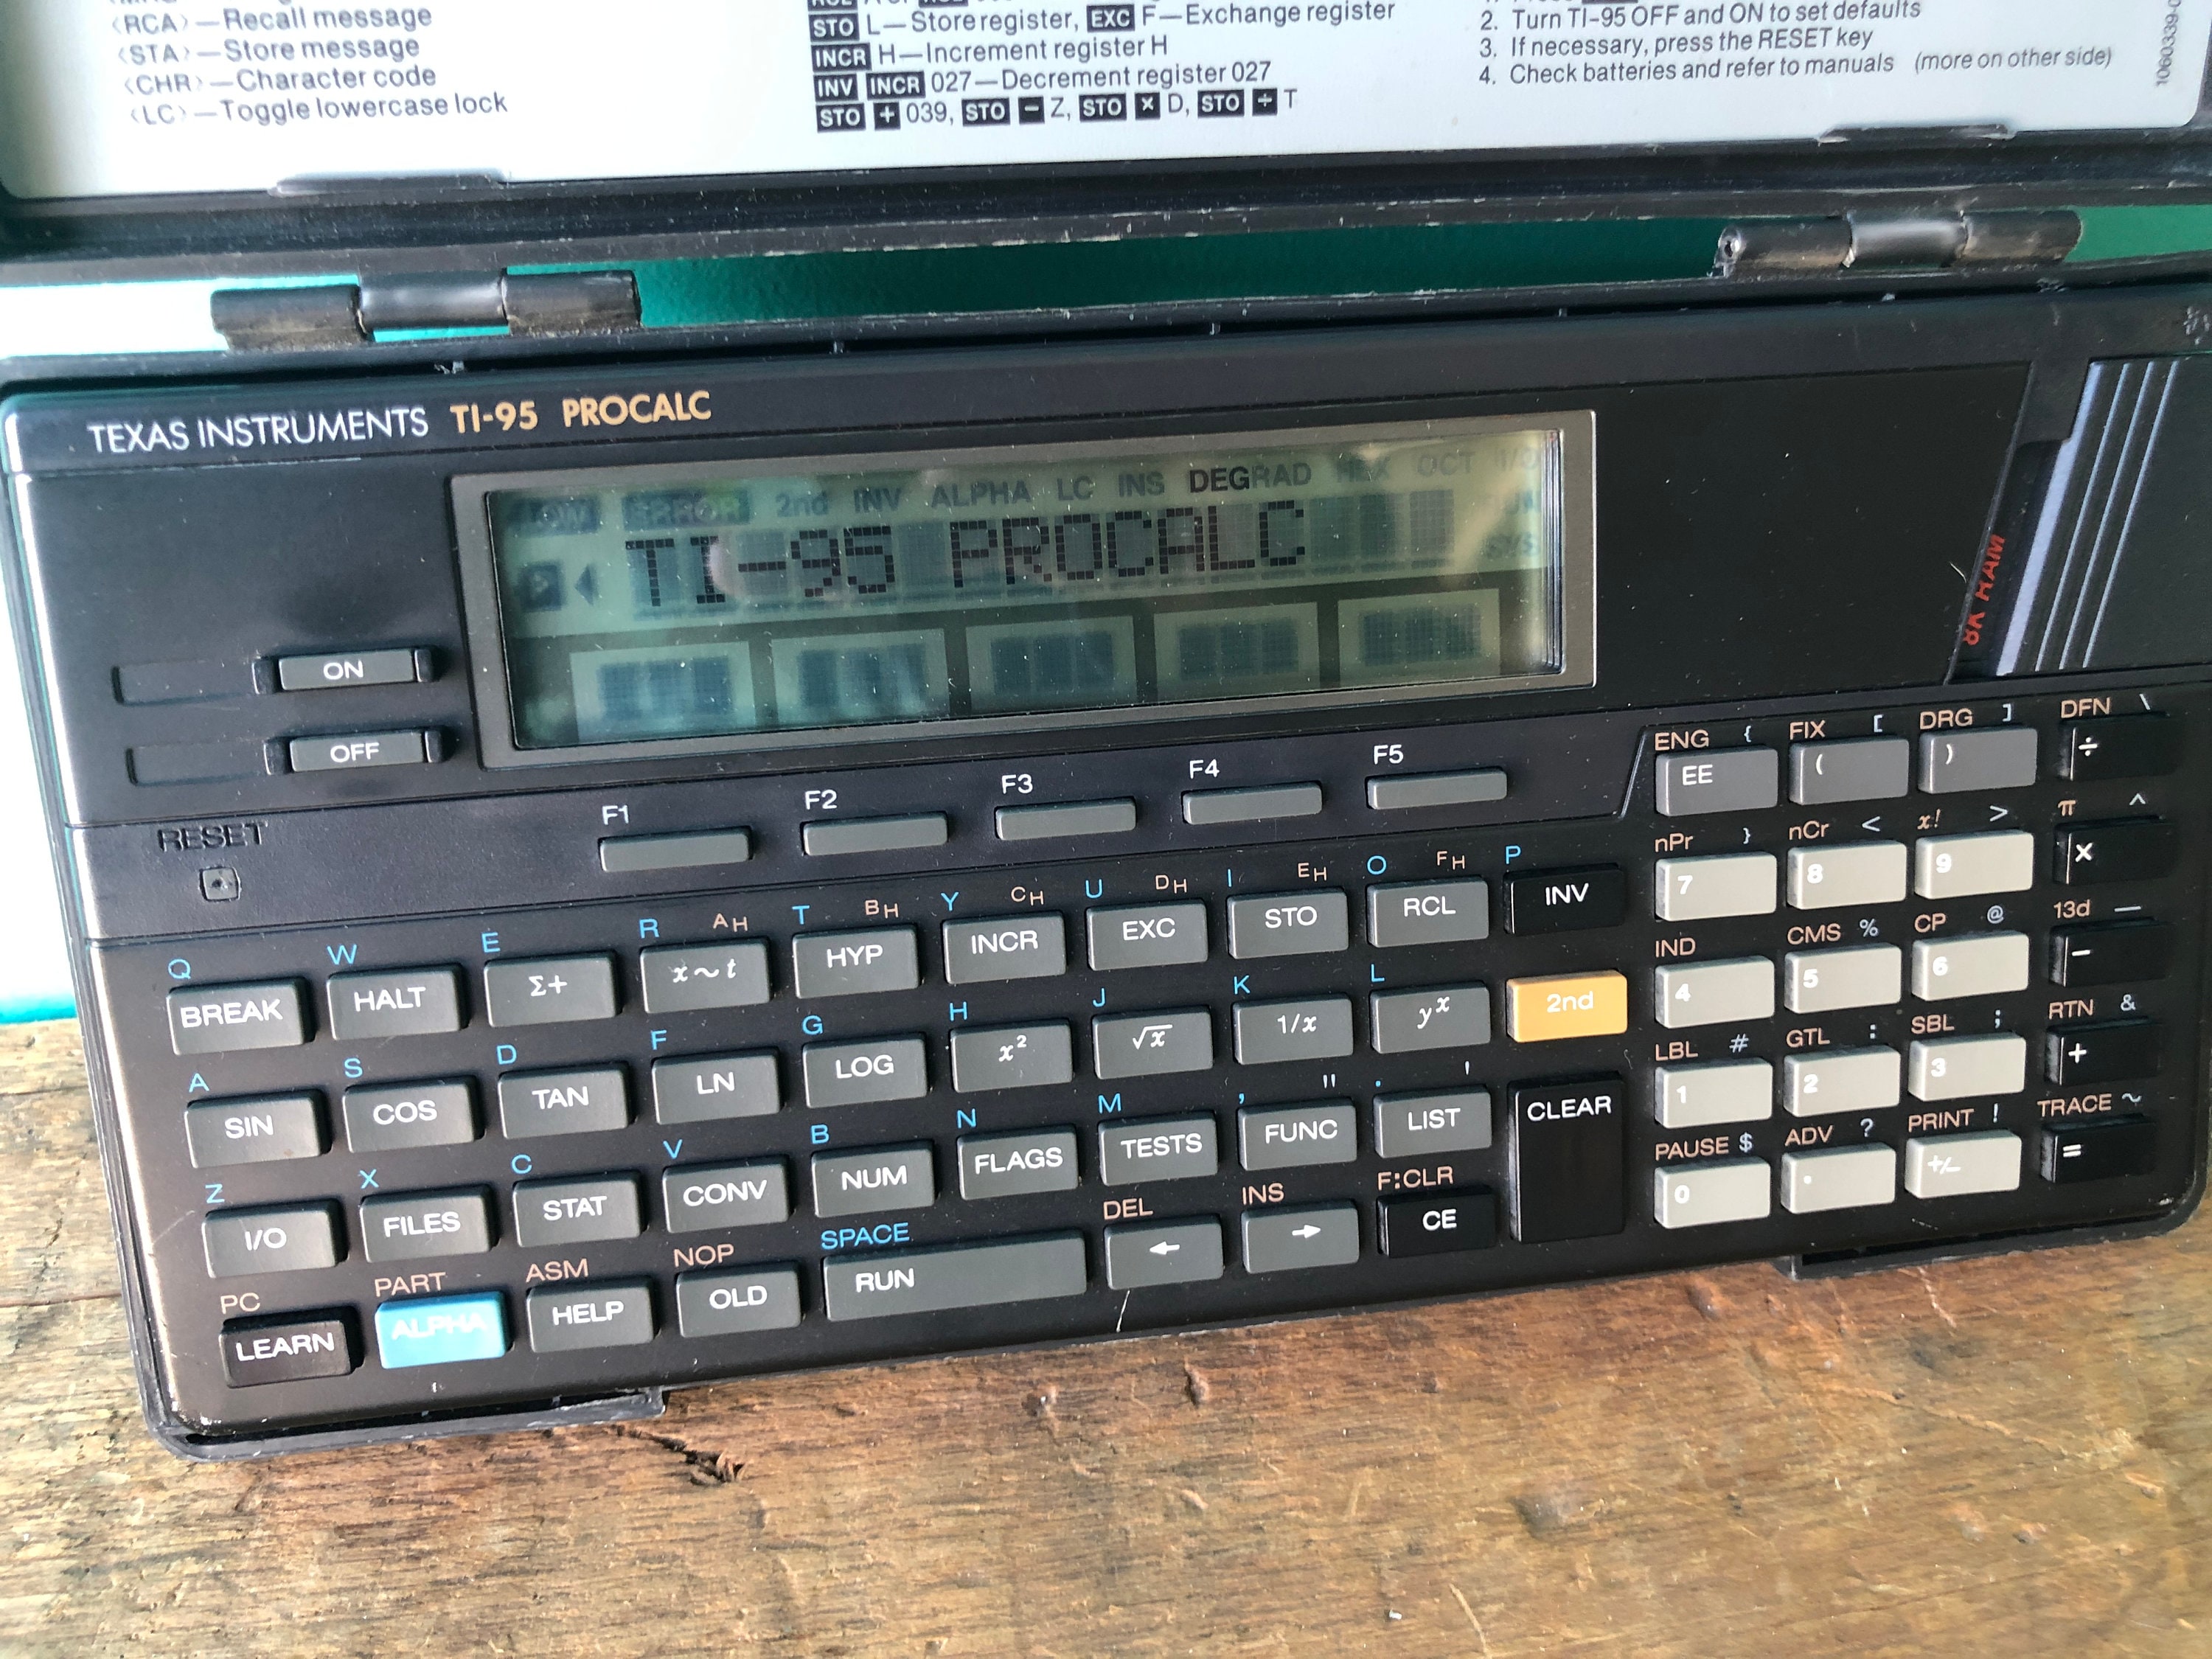 ⟨RCA⟩—Recall message
⟨STA⟩—Store message
⟨CHR⟩—Character code
⟨LC⟩—Toggle lowercase lock
STO L—Store register, EXC F—Exchange register
INCR H—Increment register H
INV INCR 027—Decrement register 027
STO + 039, STO − Z, STO × D, STO ÷ T
2. Turn TI-95 OFF and ON to set defaults
3. If necessary, press the RESET key
4. Check batteries and refer to manuals (more on other side)
TEXAS INSTRUMENTS TI-95 PROCALC
LOW ERROR 2nd INV ALPHA LC INS DEGRAD HEX OCT I/O
TI-95 PROCALC
SYS
8K RAM
ON
OFF
RESET
F1 F2 F3 F4 F5
ENG { FIX [ DRG ] DFN \
EE ( ) ÷
nPr } nCr < x! > π ^
7 8 9 ×
Q W E R AH T BH Y CH U DH I EH O FH P
BREAK HALT Σ+ x~t HYP INCR EXC STO RCL INV
IND CMS % CP @ 13d —
4 5 6 −
A S D F G H J K L
SIN COS TAN LN LOG x² √x 1/x yˣ 2nd
LBL # GTL : SBL ; RTN &
1 2 3 +
Z X C V B N M , " . '
I/O FILES STAT CONV NUM FLAGS TESTS FUNC LIST CLEAR
PAUSE $ ADV ? PRINT ! TRACE ~
0 . +/− =
PC PART ASM NOP SPACE DEL INS F:CLR
LEARN ALPHA HELP OLD RUN ← → CE